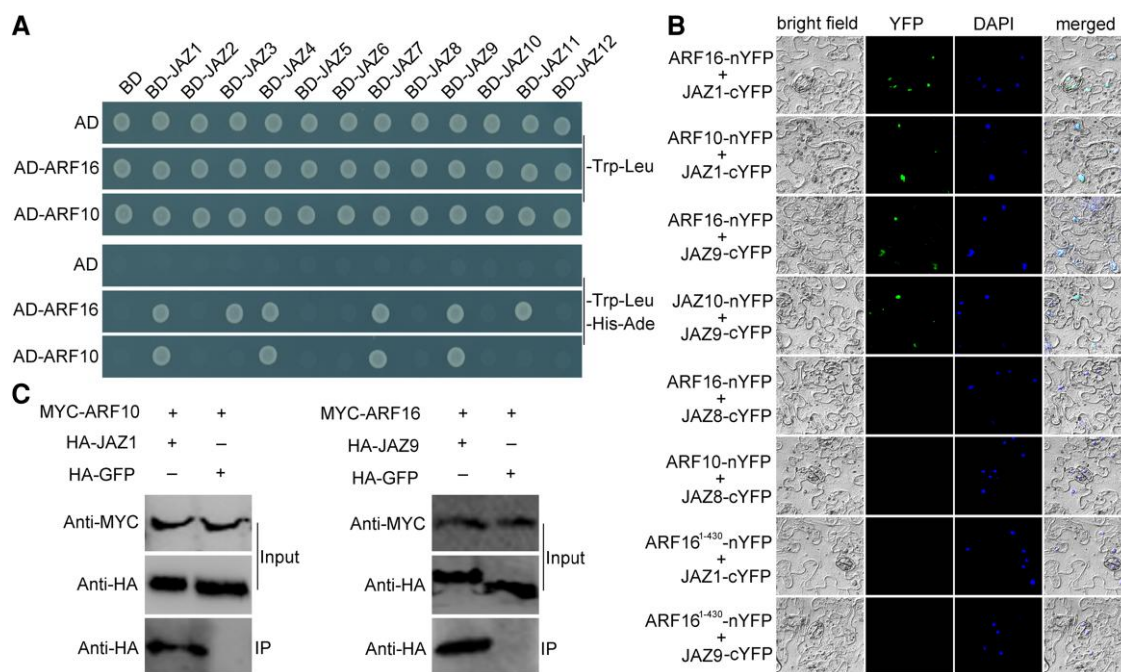 A
BD
BD-JAZ1
BD-JAZ2
BD-JAZ3
BD-JAZ4
BD-JAZ5
BD-JAZ6
BD-JAZ7
BD-JAZ8
BD-JAZ9
BD-JAZ10
BD-JAZ11
BD-JAZ12
AD
AD-ARF16
AD-ARF10
-Trp-Leu
AD
AD-ARF16
AD-ARF10
-Trp-Leu
-His-Ade
B
bright field YFP DAPI merged
ARF16-nYFP
+
JAZ1-cYFP
ARF10-nYFP
+
JAZ1-cYFP
ARF16-nYFP
+
JAZ9-cYFP
JAZ10-nYFP
+
JAZ9-cYFP
ARF16-nYFP
+
JAZ8-cYFP
ARF10-nYFP
+
JAZ8-cYFP
ARF16¹⁻⁴³⁰-nYFP
+
JAZ1-cYFP
ARF16¹⁻⁴³⁰-nYFP
+
JAZ9-cYFP
C
MYC-ARF10 + +
HA-JAZ1 + –
HA-GFP – +
Anti-MYC
Anti-HA
Input
Anti-HA IP
MYC-ARF16 + +
HA-JAZ9 + –
HA-GFP – +
Anti-MYC
Anti-HA
Input
Anti-HA IP